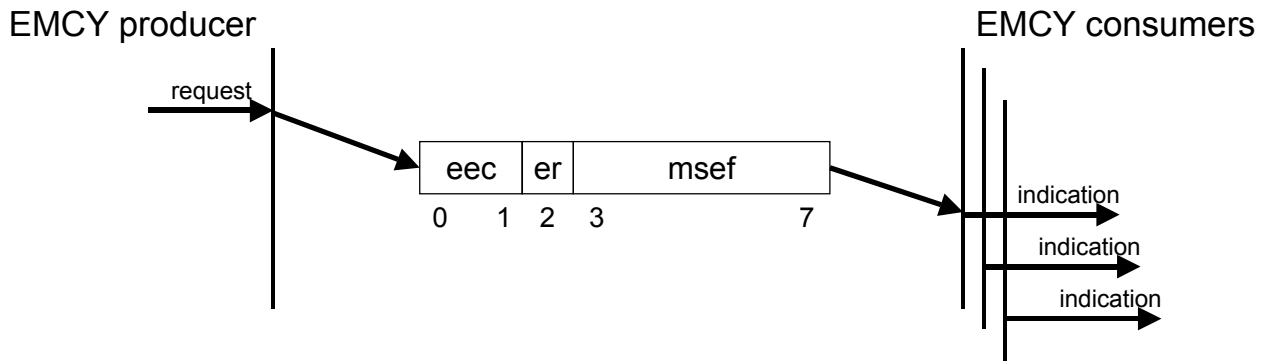 EMCY producer
EMCY consumers
request
eec er msef
0 1 2 3 7
indication
indication
indication